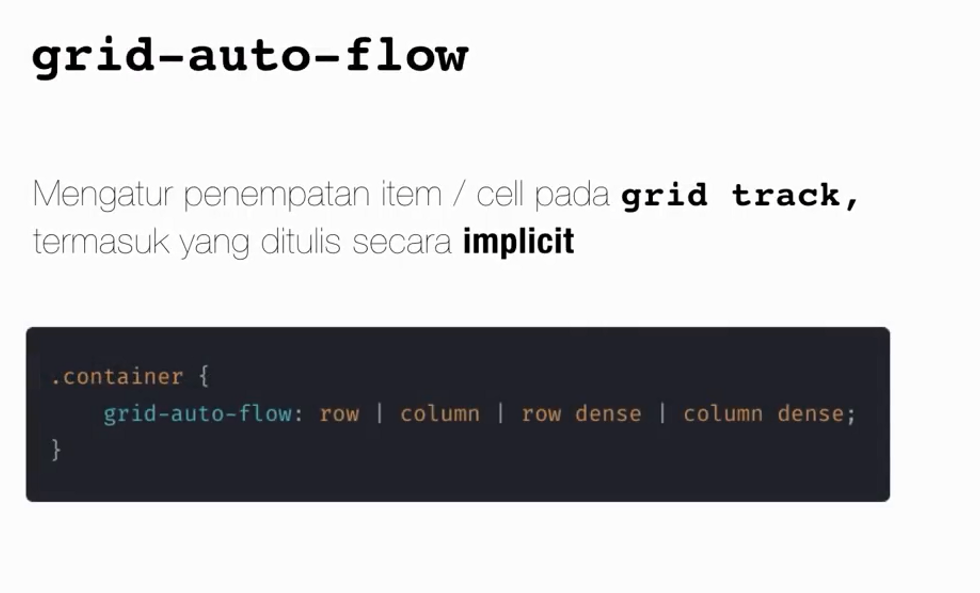 grid-auto-flow
Mengatur penempatan item / cell pada grid track,
termasuk yang ditulis secara implicit
.container {
grid-auto-flow: row | column | row dense | column dense;
}